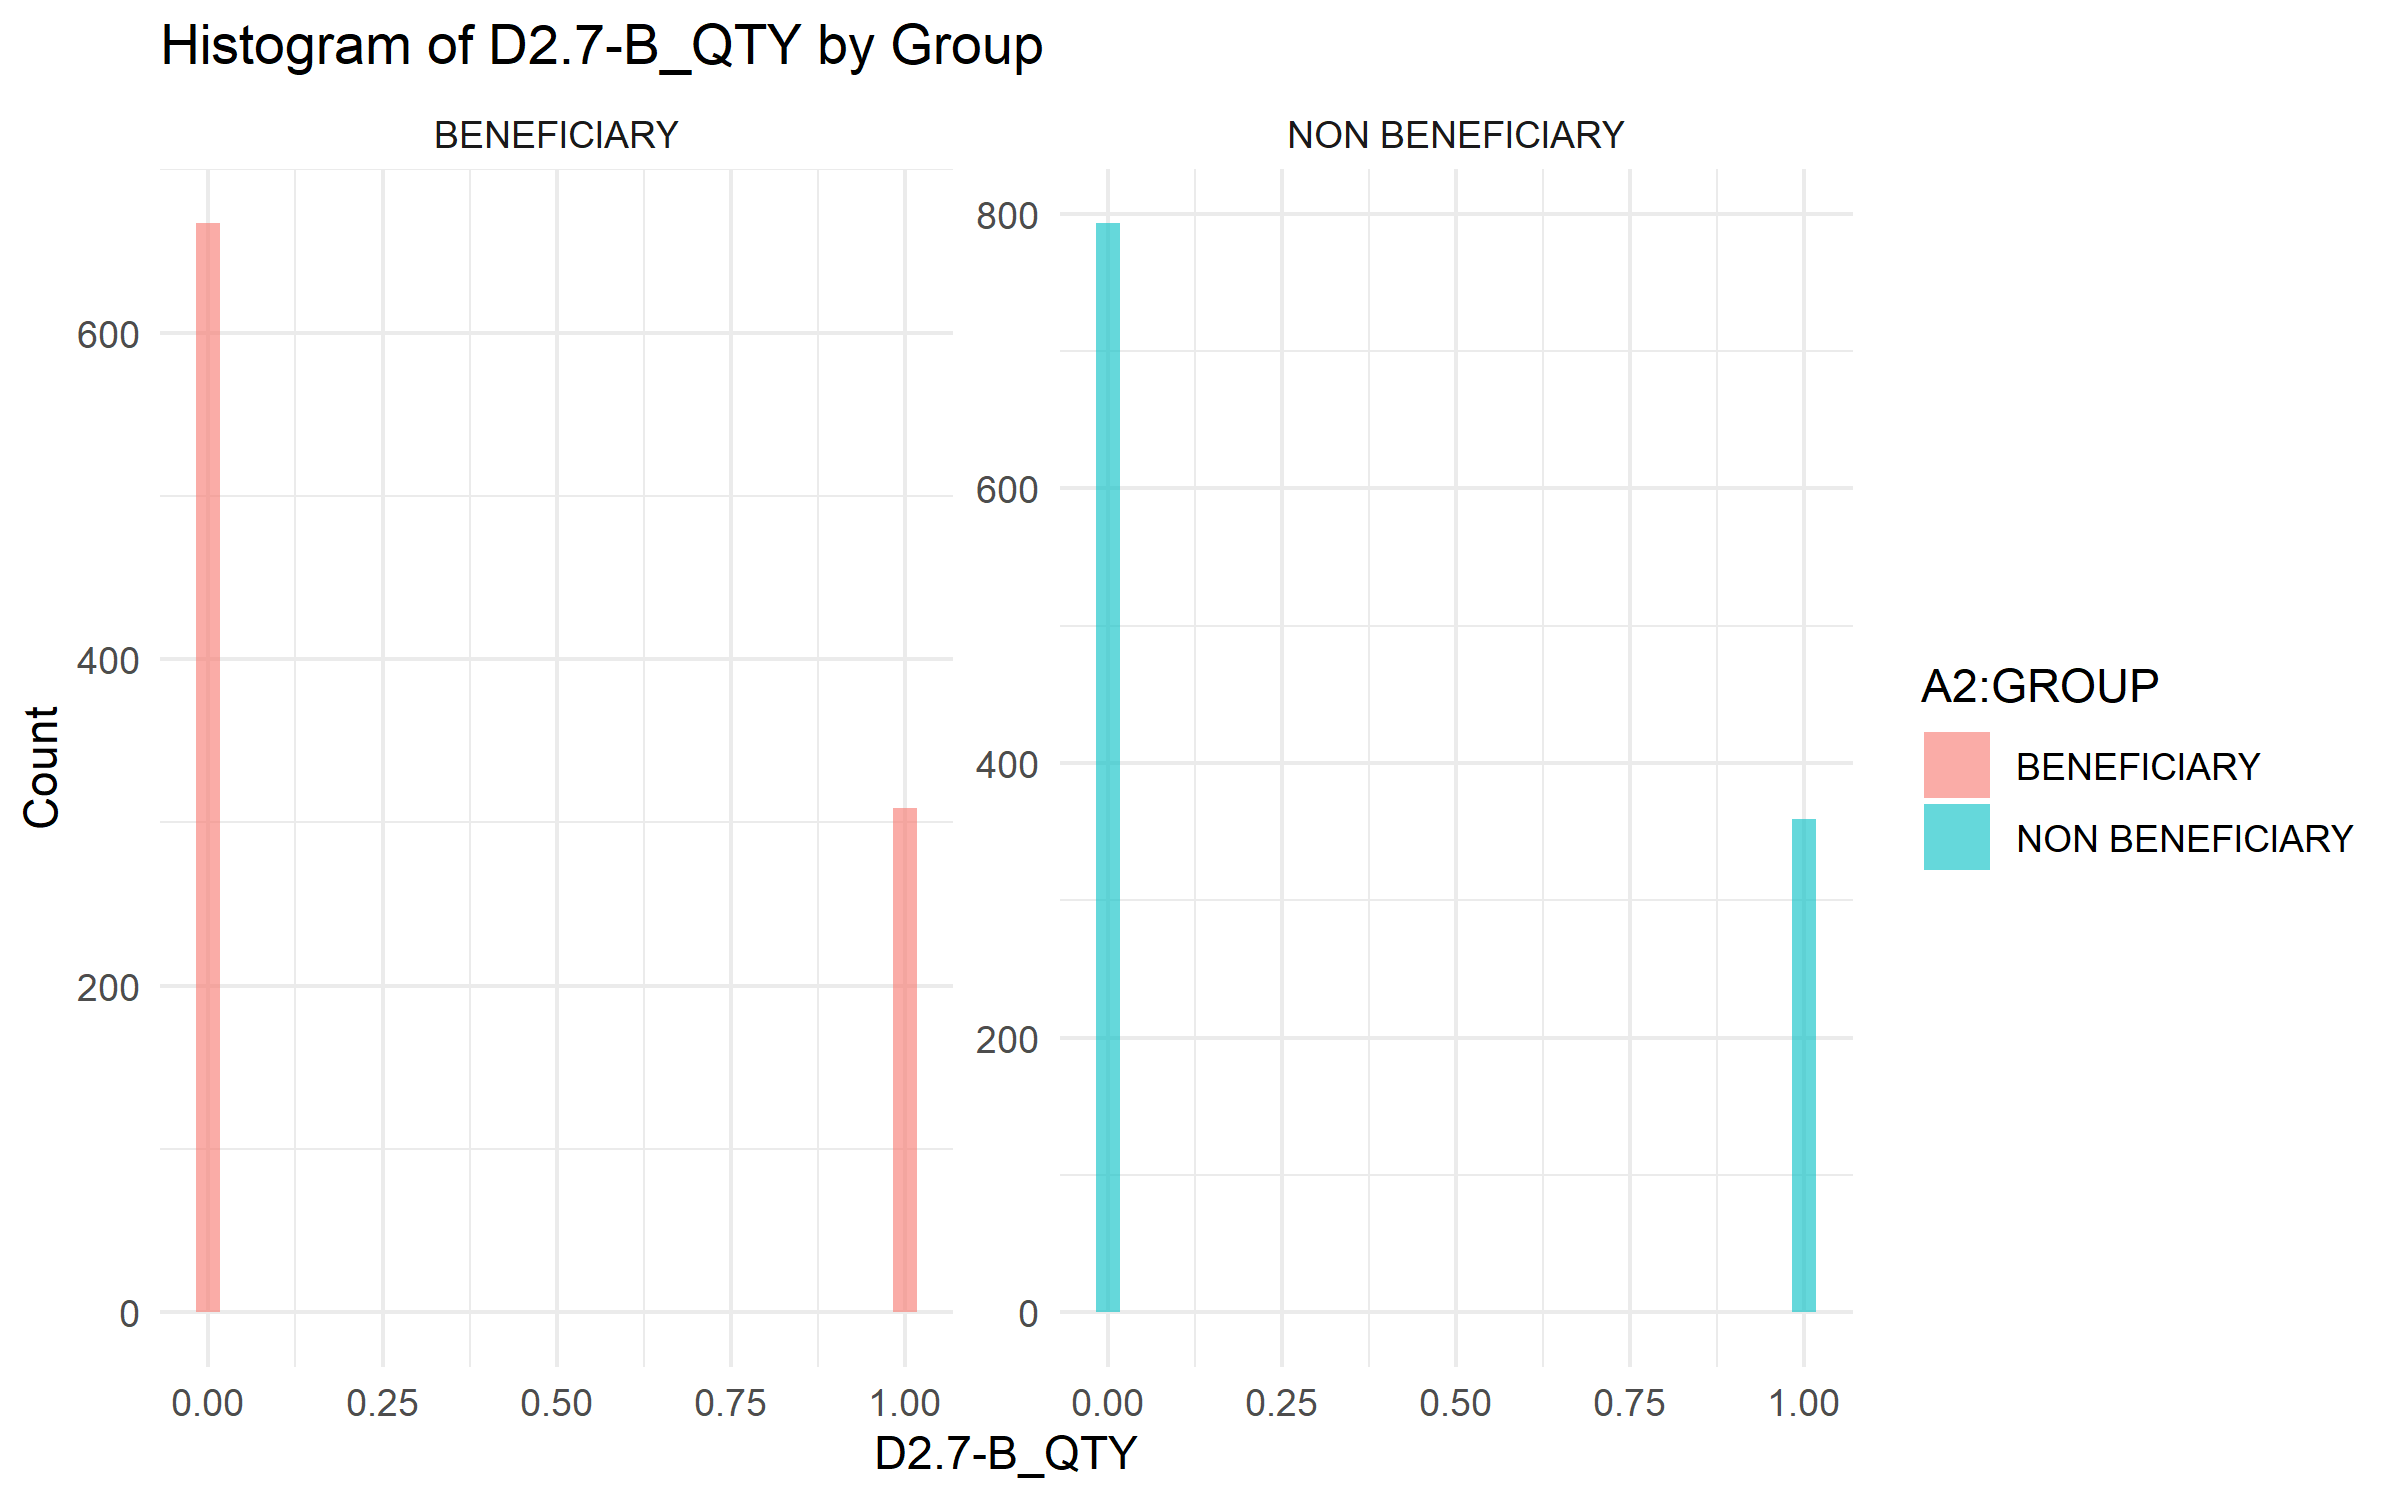 Histogram of D2.7-B_QTY by Group
BENEFICIARY
NON BENEFICIARY
Count
600
400
200
0
800
600
400
200
0
0.00 0.25 0.50 0.75 1.00
0.00 0.25 0.50 0.75 1.00
D2.7-B_QTY
A2:GROUP
BENEFICIARY
NON BENEFICIARY